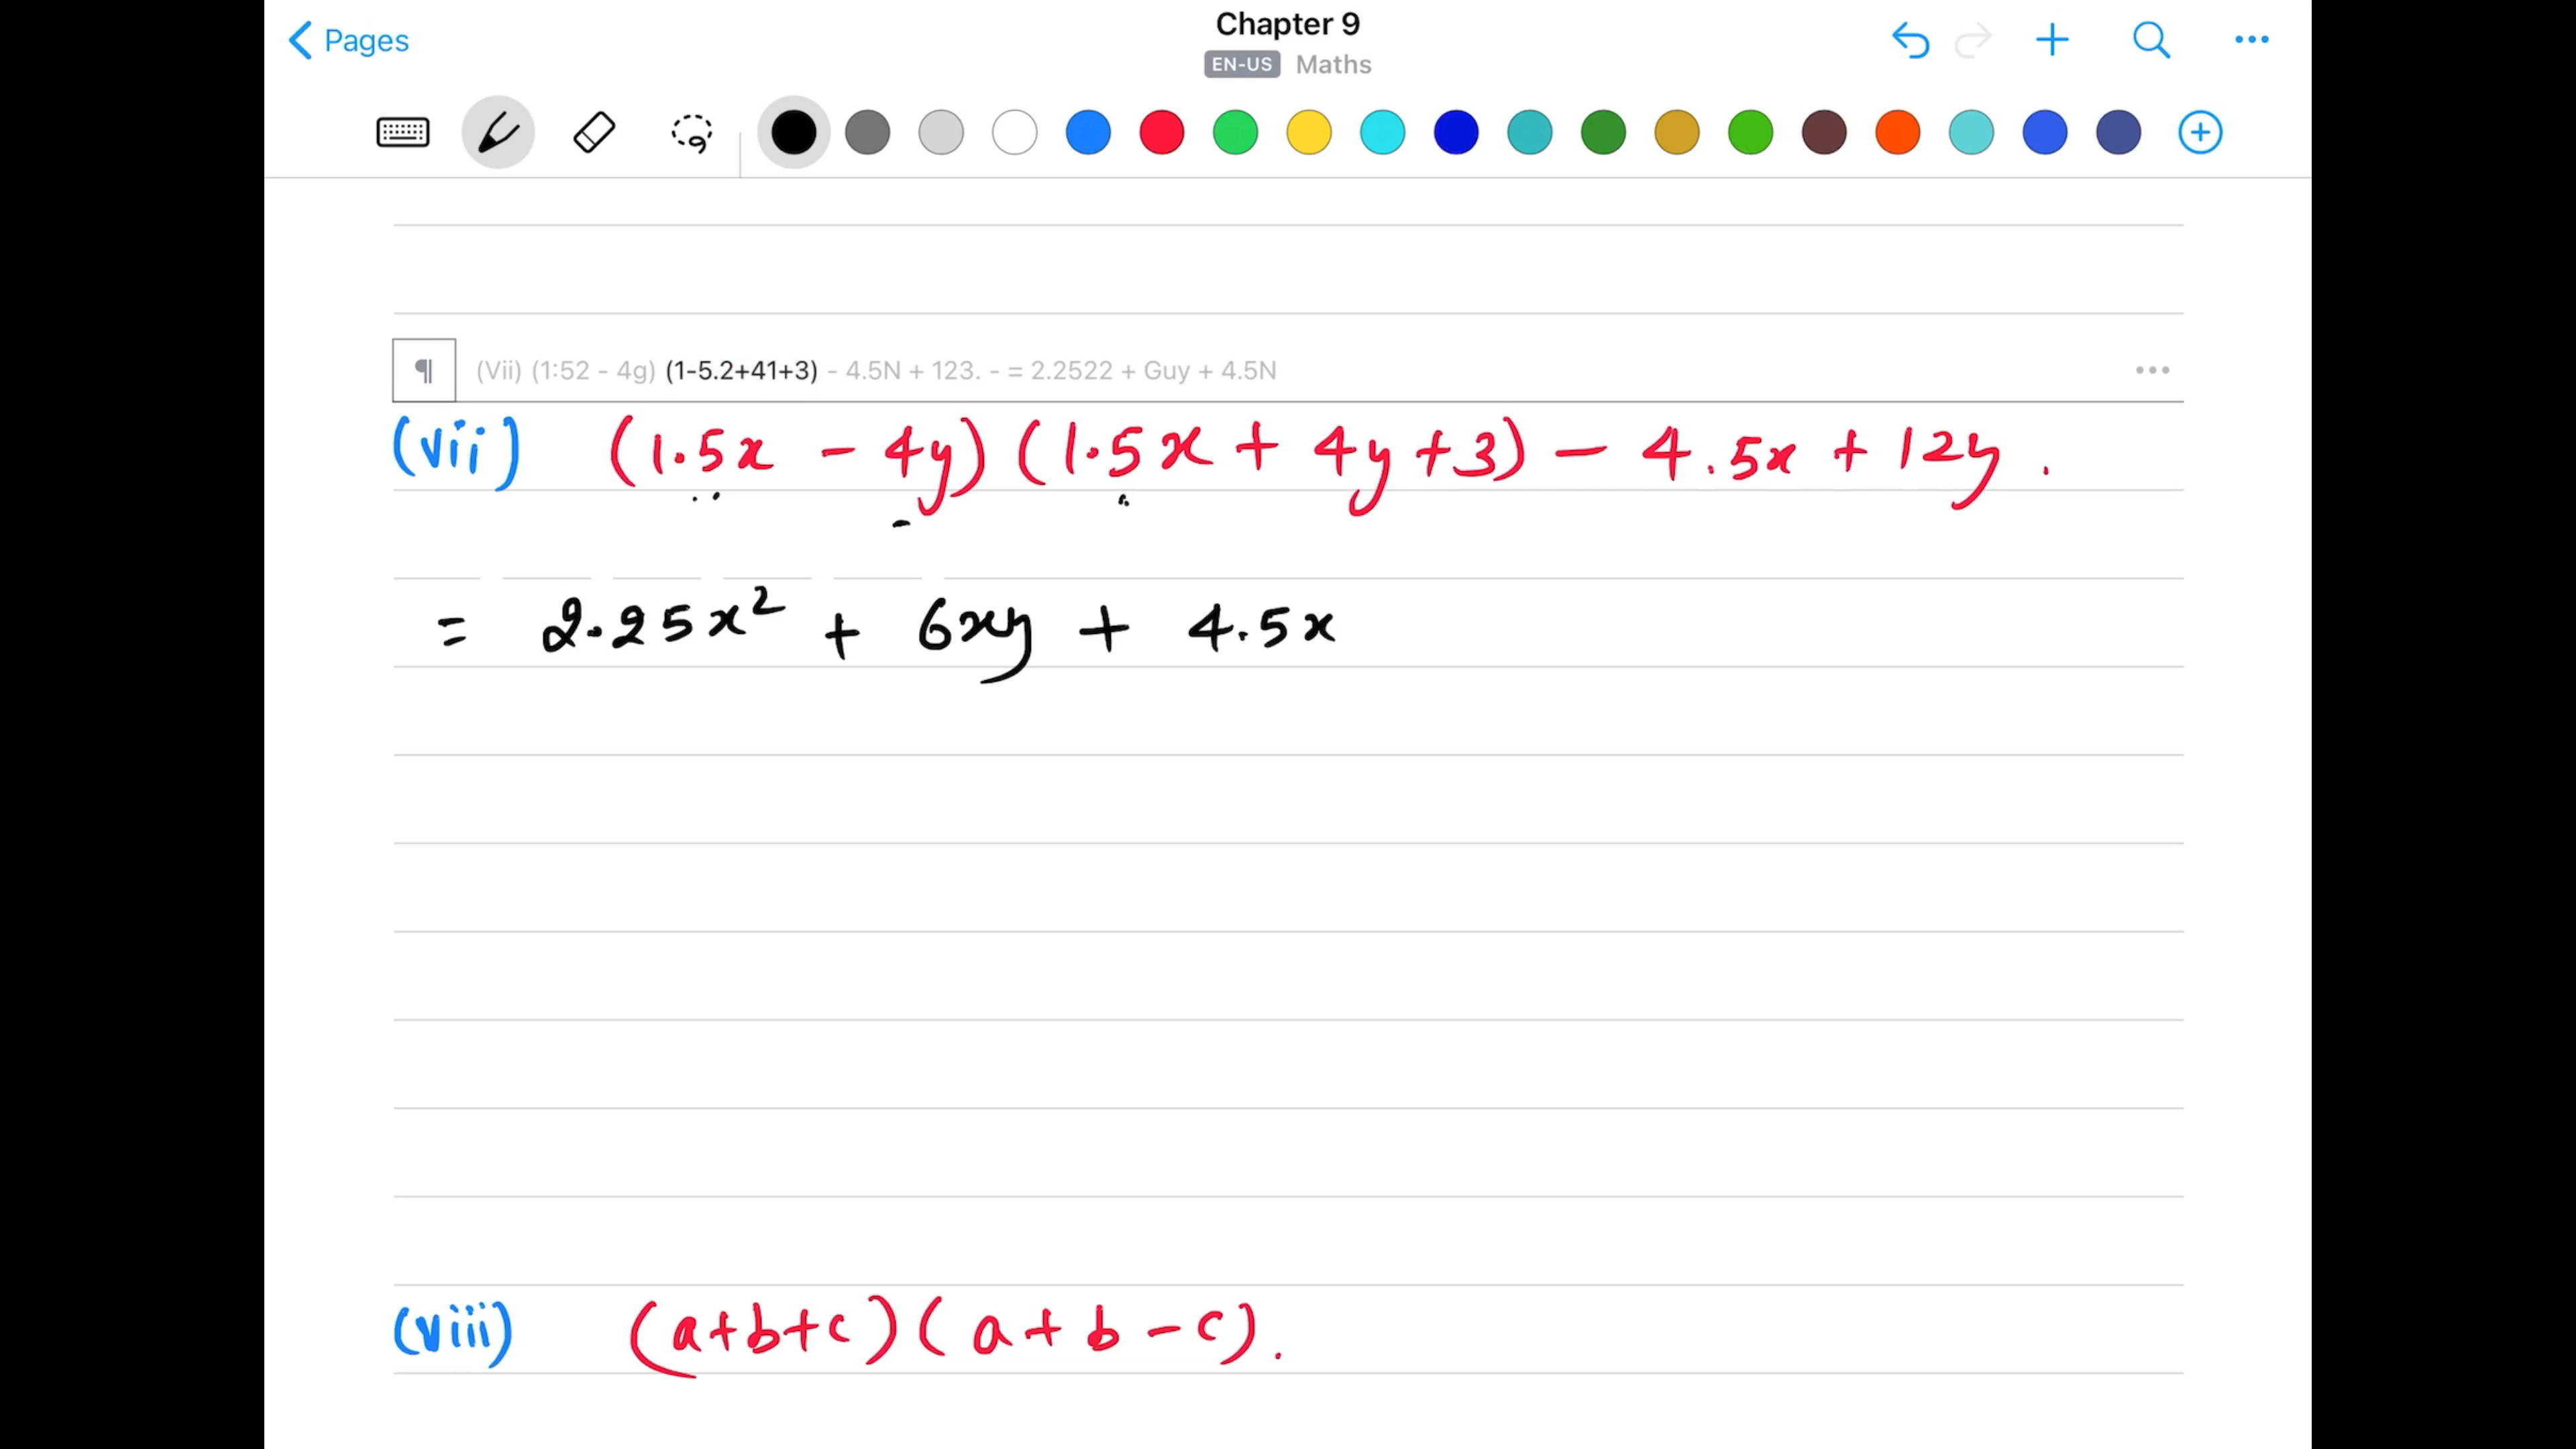 Pages
Chapter 9
EN-US Maths
(Vii) (1:52 - 4g) (1-5.2+41+3) - 4.5N + 123. - = 2.2522 + Guy + 4.5N
(vii) (1.5x - 4y) (1.5x + 4y +3) - 4.5x + 12y .
= 2.25x² + 6xy + 4.5x
(viii) (a+b+c) (a + b - c).